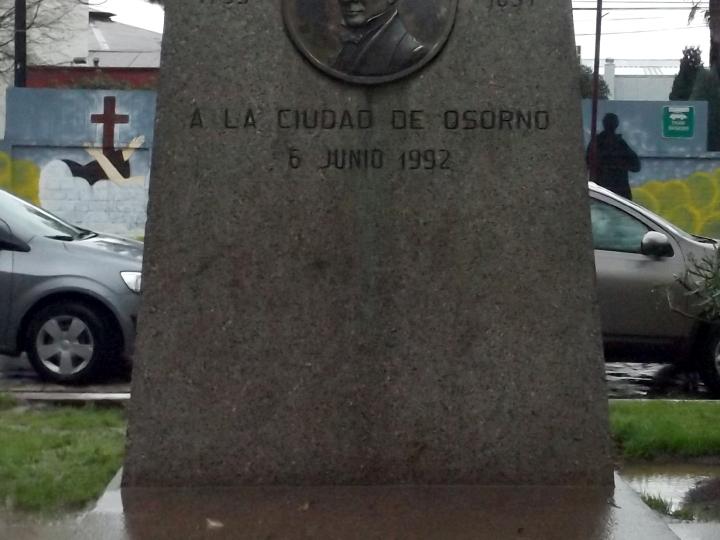 A LA CIUDAD DE OSORNO
6 JUNIO 1992